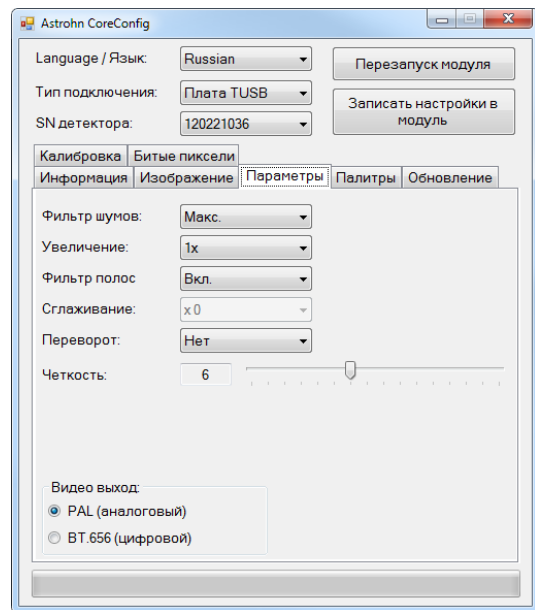 Astrohn CoreConfig
Language / Язык:
Russian
Перезапуск модуля
Тип подключения:
Плата TUSB
Записать настройки в
модуль
SN детектора:
120221036
Калибровка
Битые пиксели
Информация
Изображение
Параметры
Палитры
Обновление
Фильтр шумов:
Макс.
Увеличение:
1x
Фильтр полос
Вкл.
Сглаживание:
x 0
Переворот:
Нет
Четкость:
6
Видео выход:
PAL (аналоговый)
BT.656 (цифровой)